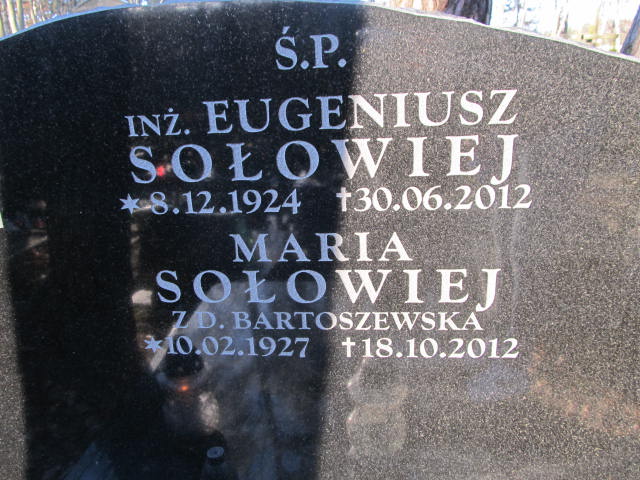 Ś.P.
INŻ. EUGENIUSZ
SOŁOWIEJ
✶8.12.1924 †30.06.2012
MARIA
SOŁOWIEJ
Z D. BARTOSZEWSKA
✶10.02.1927 †18.10.2012